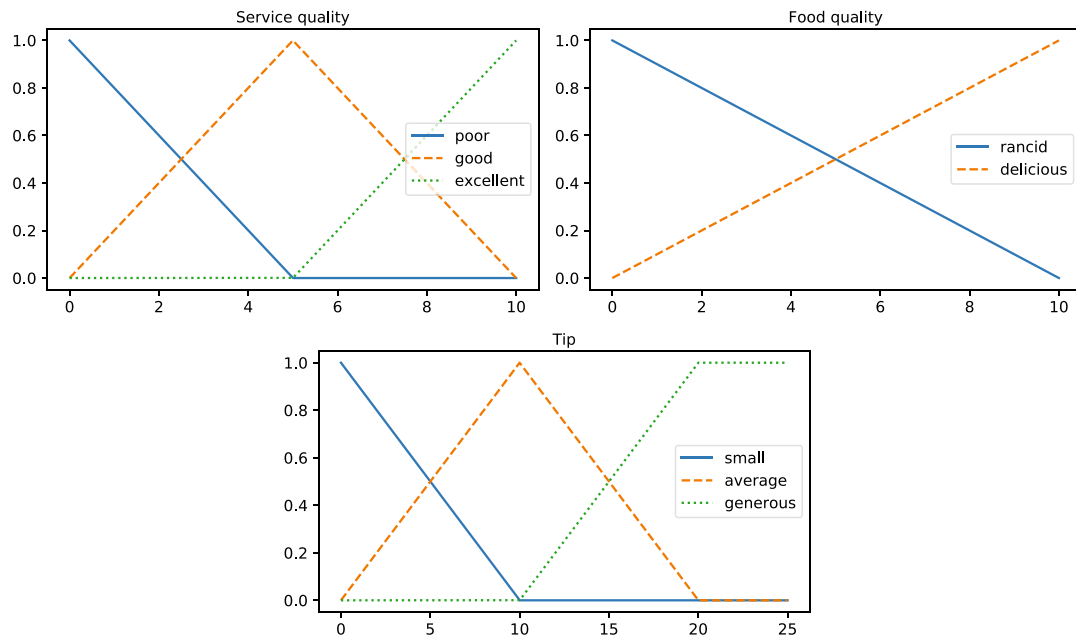 Service quality
1.0
0.8
0.6
0.4
0.2
0.0
0 2 4 6 8 10
poor
good
excellent
Food quality
1.0
0.8
0.6
0.4
0.2
0.0
0 2 4 6 8 10
rancid
delicious
Tip
1.0
0.8
0.6
0.4
0.2
0.0
0 5 10 15 20 25
small
average
generous